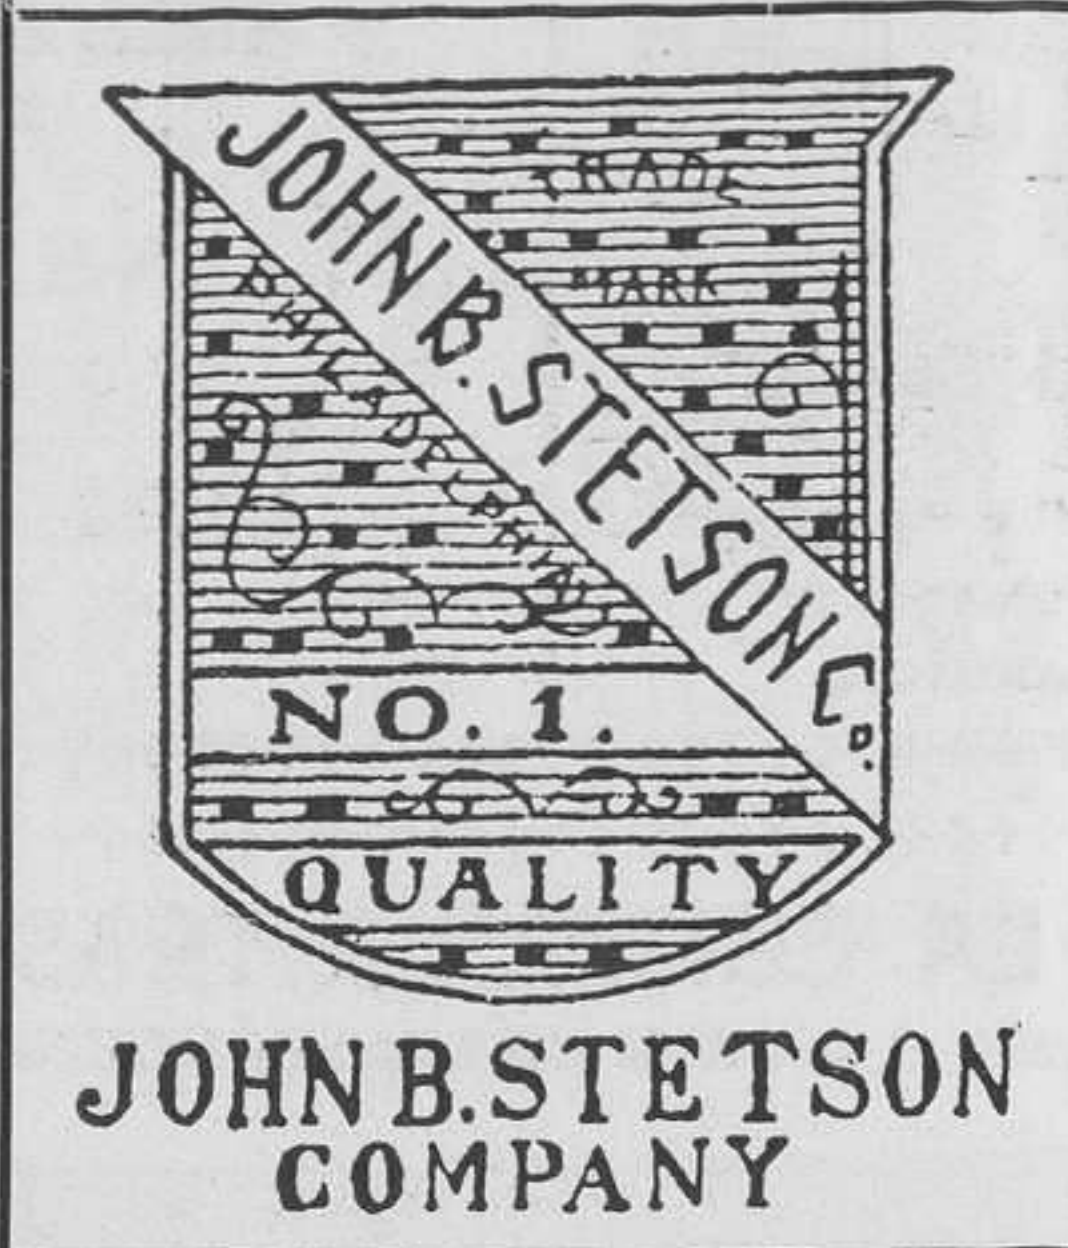 TRADE
MARK
JOHN B. STETSON Co.
PHILADELPHIA
NO. 1.
QUALITY
JOHN B. STETSON
COMPANY